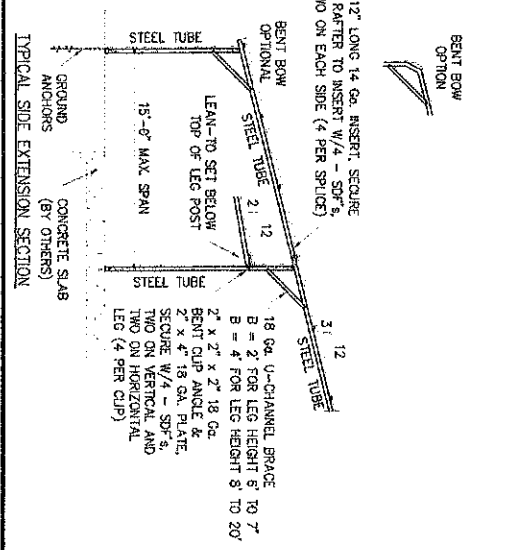 BENT BOW
OPTION
12" LONG 14 Ga. INSERT, SECURE
RAFTER TO INSERT W/4 - SDF'S,
ON EACH SIDE (4 PER SPLICE)
BENT BOW
OPTIONAL
STEEL TUBE
12
3
STEEL TUBE
LEAN-TO SET BELOW
TOP OF LEG POST
12
2
STEEL TUBE
15'-6" MAX. SPAN
STEEL TUBE
18 Ga. U-CHANNEL BRACE
B = 2' FOR LEG HEIGHT 6' TO 7'
B = 4' FOR LEG HEIGHT 8' TO 20'
2" x 2" x 2" 18 Ga.
BENT CLIP ANGLE &
2" x 4" 18 GA. PLATE,
SECURE W/4 - SDF'S,
TWO ON VERTICAL AND
TWO ON HORIZONTAL
LEG (4 PER CLIP)
GROUND
ANCHORS
CONCRETE SLAB
(BY OTHERS)
TYPICAL SIDE EXTENSION SECTION